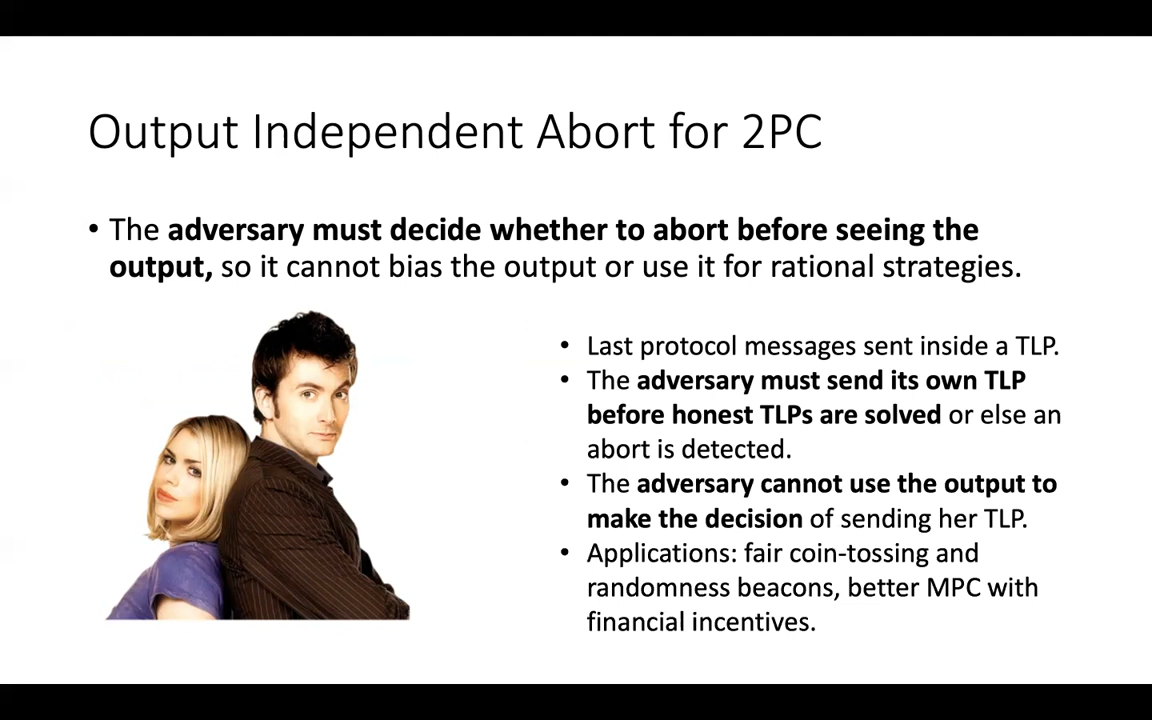 Output Independent Abort for 2PC
• The adversary must decide whether to abort before seeing the
output, so it cannot bias the output or use it for rational strategies.
• Last protocol messages sent inside a TLP.
• The adversary must send its own TLP
before honest TLPs are solved or else an
abort is detected.
• The adversary cannot use the output to
make the decision of sending her TLP.
• Applications: fair coin-tossing and
randomness beacons, better MPC with
financial incentives.